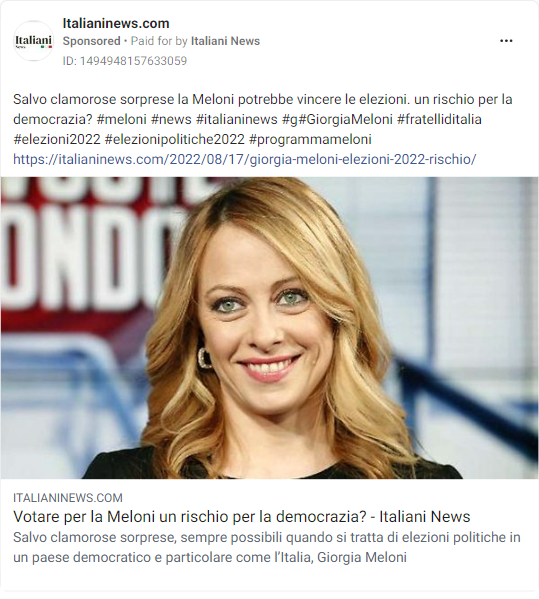 Italiani
News
Italianinews.com
Sponsored • Paid for by Italiani News
ID: 1494948157633059
Salvo clamorose sorprese la Meloni potrebbe vincere le elezioni. un rischio per la
democrazia? #meloni #news #italianinews #g#GiorgiaMeloni #fratelliditalia
#elezioni2022 #elezionipolitiche2022 #programmameloni
https://italianinews.com/2022/08/17/giorgia-meloni-elezioni-2022-rischio/
ONDO
ITALIANINEWS.COM
Votare per la Meloni un rischio per la democrazia? - Italiani News
Salvo clamorose sorprese, sempre possibili quando si tratta di elezioni politiche in
un paese democratico e particolare come l’Italia, Giorgia Meloni